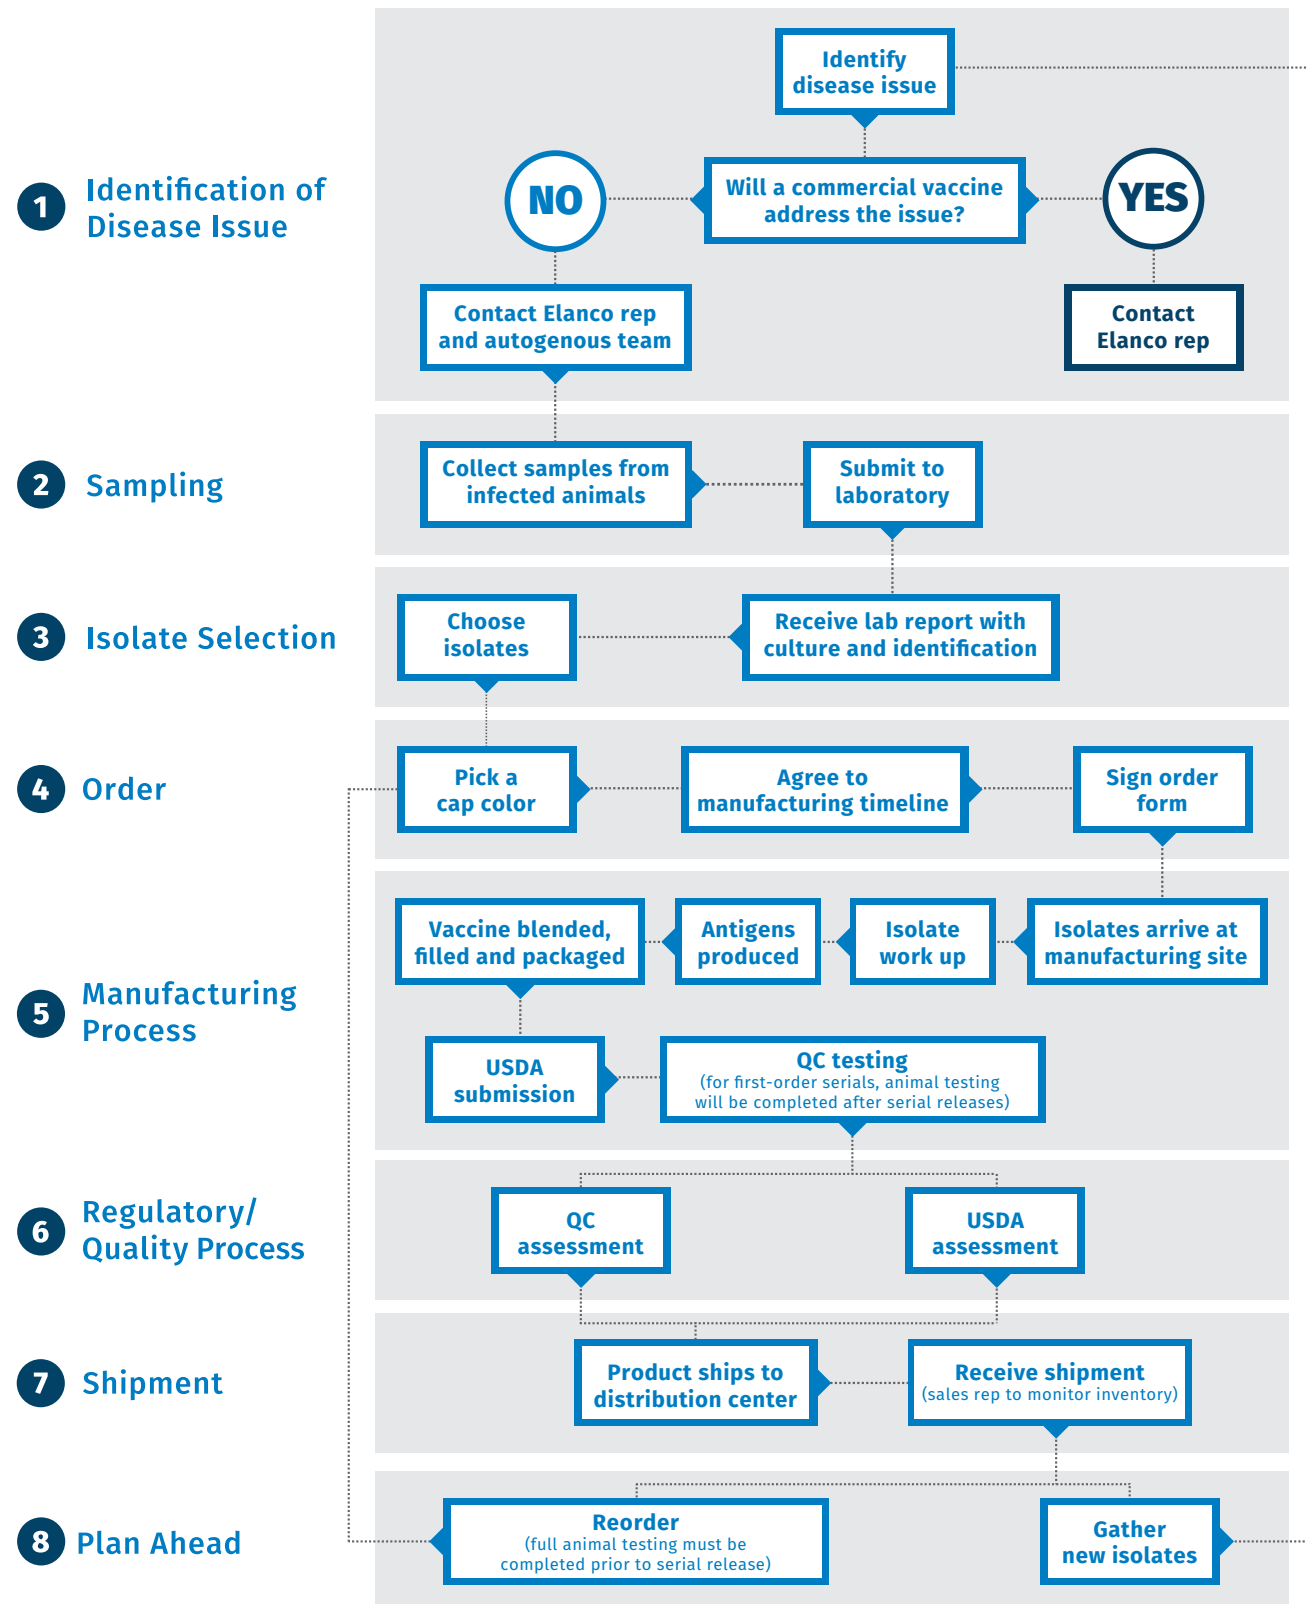 1
Identification of
Disease Issue
Identify
disease issue
NO
Will a commercial vaccine
address the issue?
YES
Contact Elanco rep
and autogenous team
Contact
Elanco rep
2
Sampling
Collect samples from
infected animals
Submit to
laboratory
3
Isolate Selection
Choose
isolates
Receive lab report with
culture and identification
4
Order
Pick a
cap color
Agree to
manufacturing timeline
Sign order
form
5
Manufacturing
Process
Vaccine blended,
filled and packaged
Antigens
produced
Isolate
work up
Isolates arrive at
manufacturing site
USDA
submission
QC testing
(for first-order serials, animal testing
will be completed after serial releases)
6
Regulatory/
Quality Process
QC
assessment
USDA
assessment
7
Shipment
Product ships to
distribution center
Receive shipment
(sales rep to monitor inventory)
8
Plan Ahead
Reorder
(full animal testing must be
completed prior to serial release)
Gather
new isolates